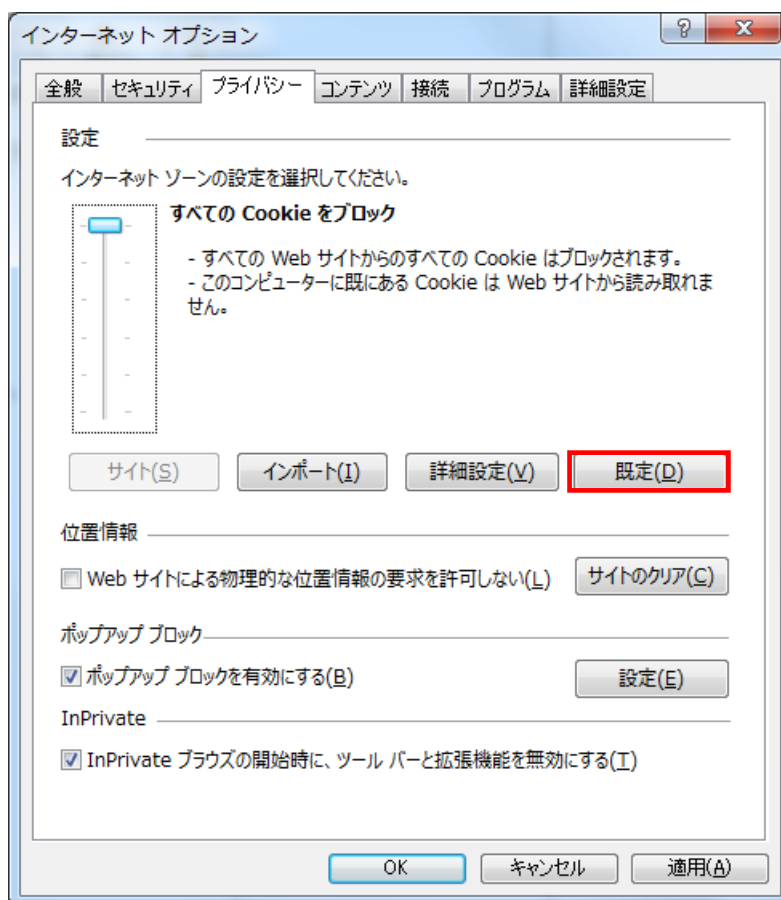 インターネット オプション
全般 セキュリティ プライバシー コンテンツ 接続 プログラム 詳細設定
設定
インターネット ゾーンの設定を選択してください。
すべての Cookie をブロック
- すべての Web サイトからのすべての Cookie はブロックされます。
- このコンピューターに既にある Cookie は Web サイトから読み取れま
せん。
サイト(S) インポート(I) 詳細設定(V) 既定(D)
位置情報
Web サイトによる物理的な位置情報の要求を許可しない(L) サイトのクリア(C)
ポップアップ ブロック
ポップアップ ブロックを有効にする(B) 設定(E)
InPrivate
InPrivate ブラウズの開始時に、ツール バーと拡張機能を無効にする(T)
OK キャンセル 適用(A)